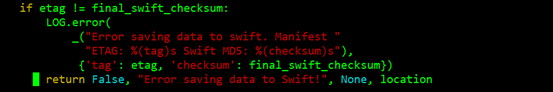 if etag != final_swift_checksum:
LOG.error(
_("Error saving data to swift. Manifest "
"ETAG: %(tag)s Swift MD5: %(checksum)s"),
{'tag': etag, 'checksum': final_swift_checksum})
return False, "Error saving data to Swift!", None, location